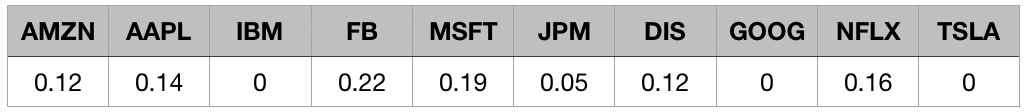 AMZN AAPL IBM FB MSFT JPM DIS GOOG NFLX TSLA
0.12 0.14 0 0.22 0.19 0.05 0.12 0 0.16 0